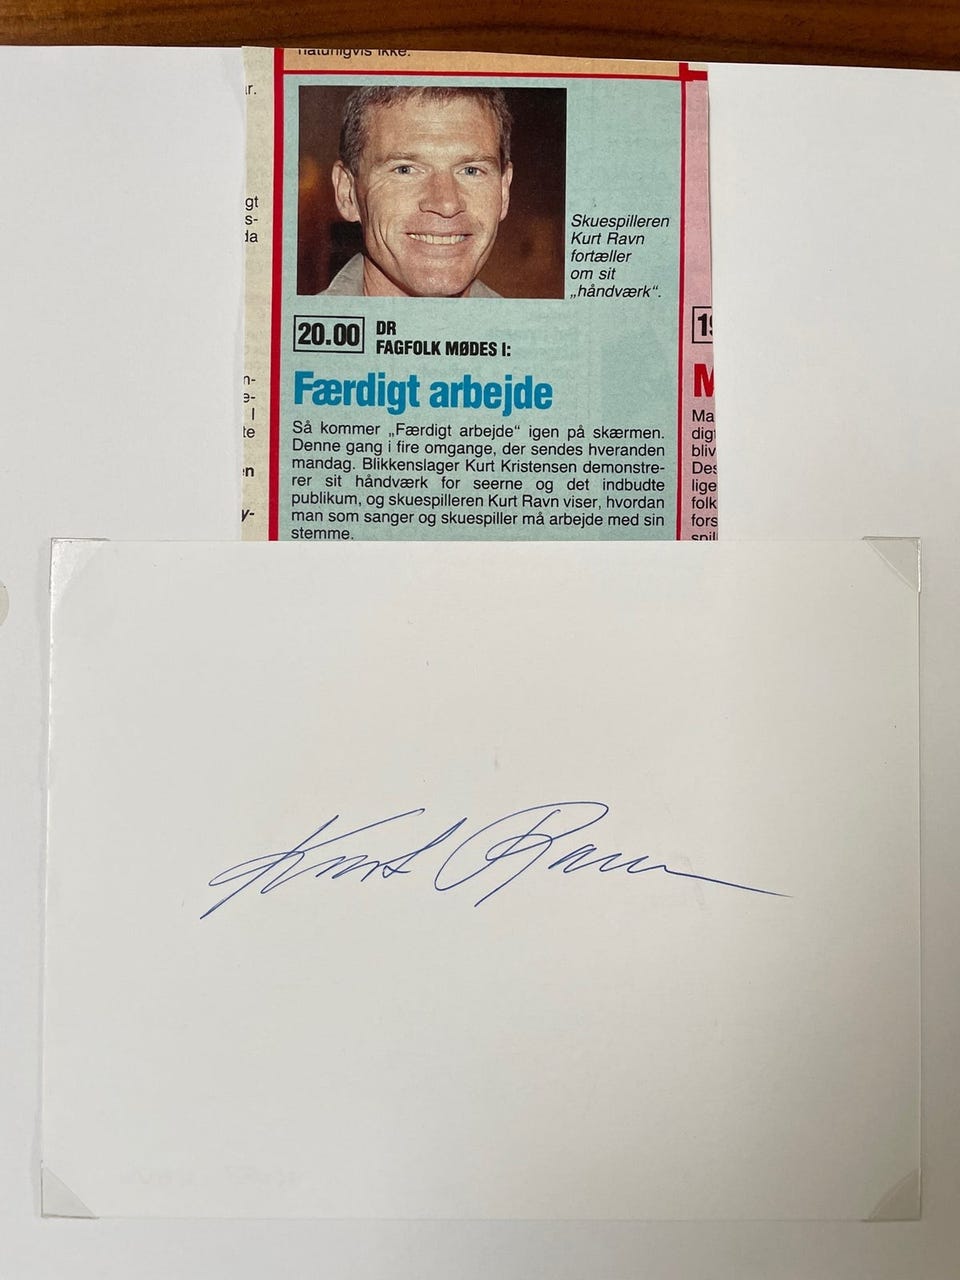 naturligvis ikke.
Skuespilleren
Kurt Ravn
fortæller
om sit
„håndværk“.
20.00 DR
FAGFOLK MØDES I:
Færdigt arbejde
Så kommer „Færdigt arbejde“ igen på skærmen.
Denne gang i fire omgange, der sendes hveranden
mandag. Blikkenslager Kurt Kristensen demonstre-
rer sit håndværk for seerne og det indbudte
publikum, og skuespilleren Kurt Ravn viser, hvordan
man som sanger og skuespiller må arbejde med sin
stemme.
Kurt Ravn